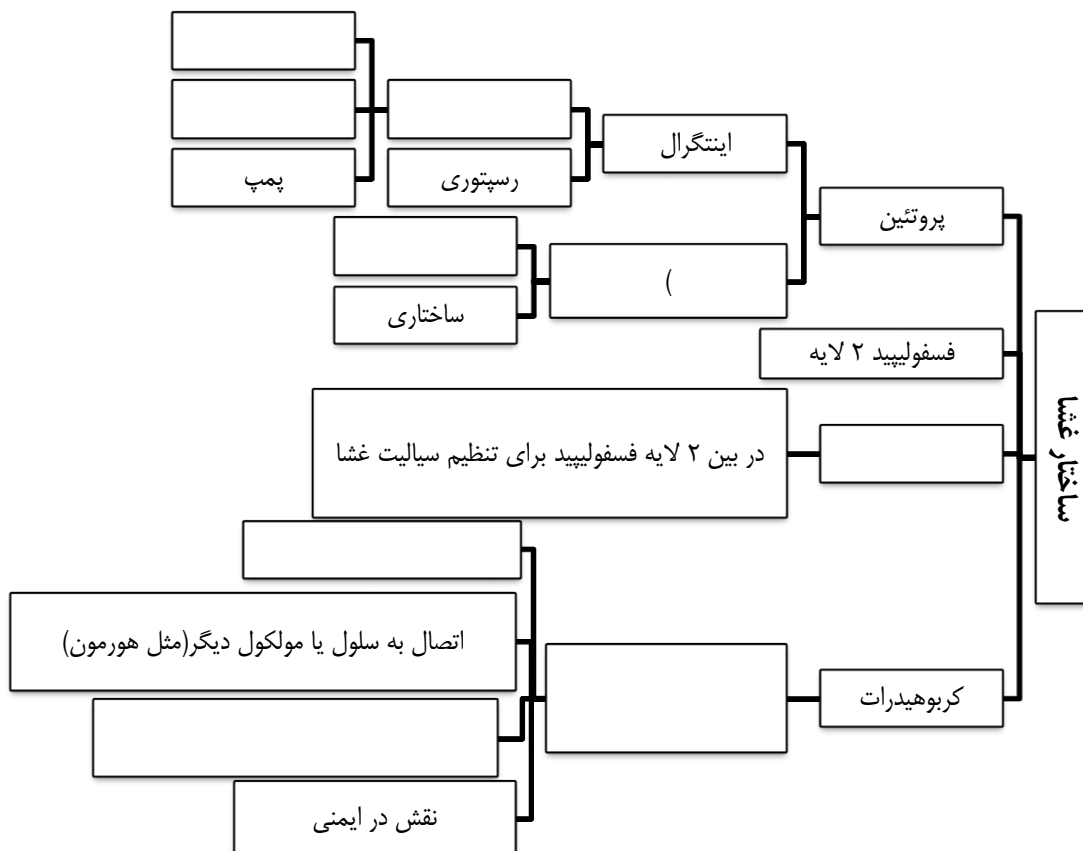 ساختار غشا
پروتئین
اینتگرال
رسپتوری
پمپ
(
ساختاری
فسفولیپید ۲ لایه
در بین ۲ لایه فسفولیپید برای تنظیم سیالیت غشا
کربوهیدرات
اتصال به سلول یا مولکول دیگر(مثل هورمون)
نقش در ایمنی